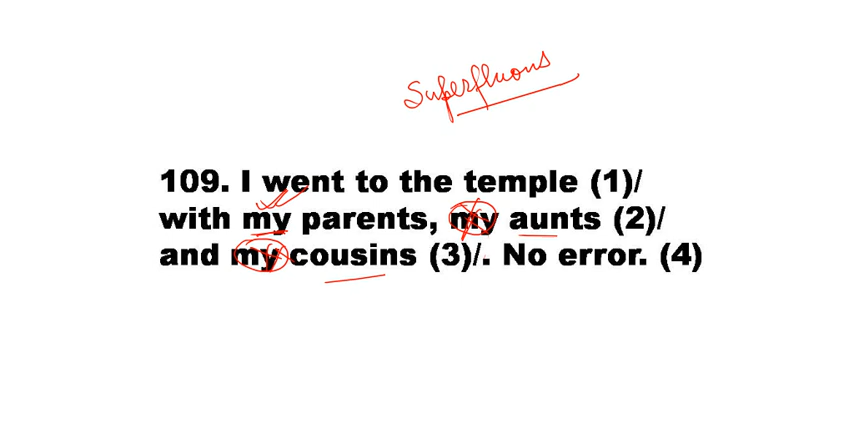 Superfluous
109. I went to the temple (1)/
with my parents, my aunts (2)/
and my cousins (3)/. No error. (4)